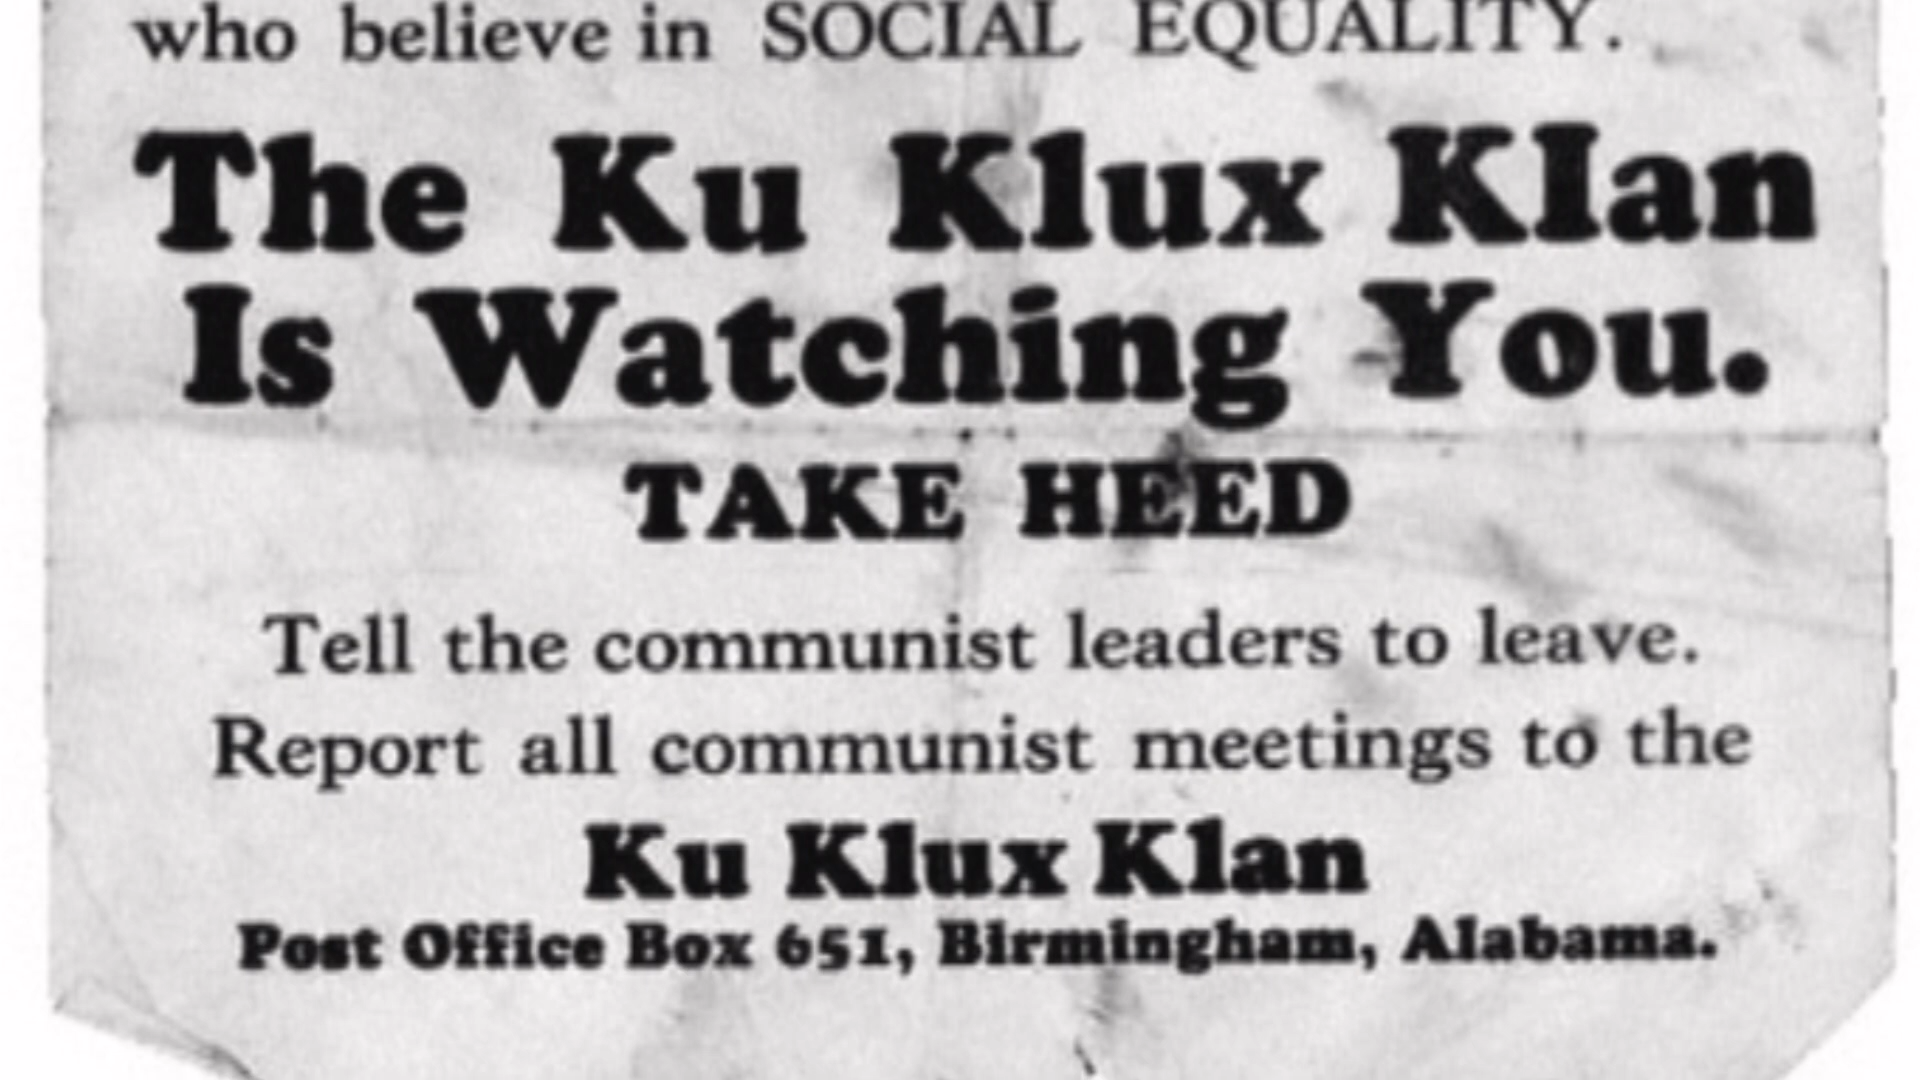 who believe in SOCIAL EQUALITY.
The Ku Klux Klan
Is Watching You.
TAKE HEED
Tell the communist leaders to leave.
Report all communist meetings to the
Ku Klux Klan
Post Office Box 651, Birmingham, Alabama.